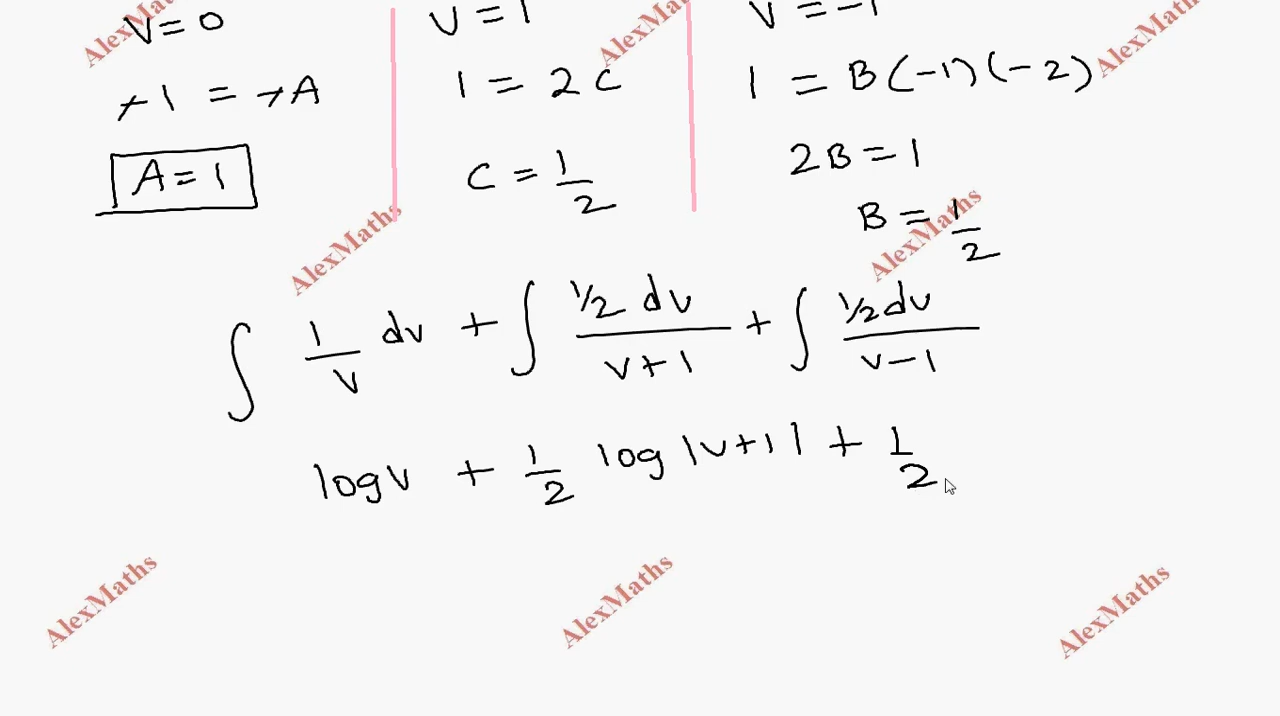 V = 0
V = 1
V = -1
+1 = +A
1 = 2C
1 = B(-1)(-2)
A = 1
C = 1/2
2B = 1
B = 1/2
∫ 1/v dv + ∫ ½ dv / v+1 + ∫ ½ dv / v-1
log v + 1/2 log |v+1| + 1/2
AlexMaths
AlexMaths
AlexMaths
AlexMaths
AlexMaths
AlexMaths
AlexMaths
AlexMaths